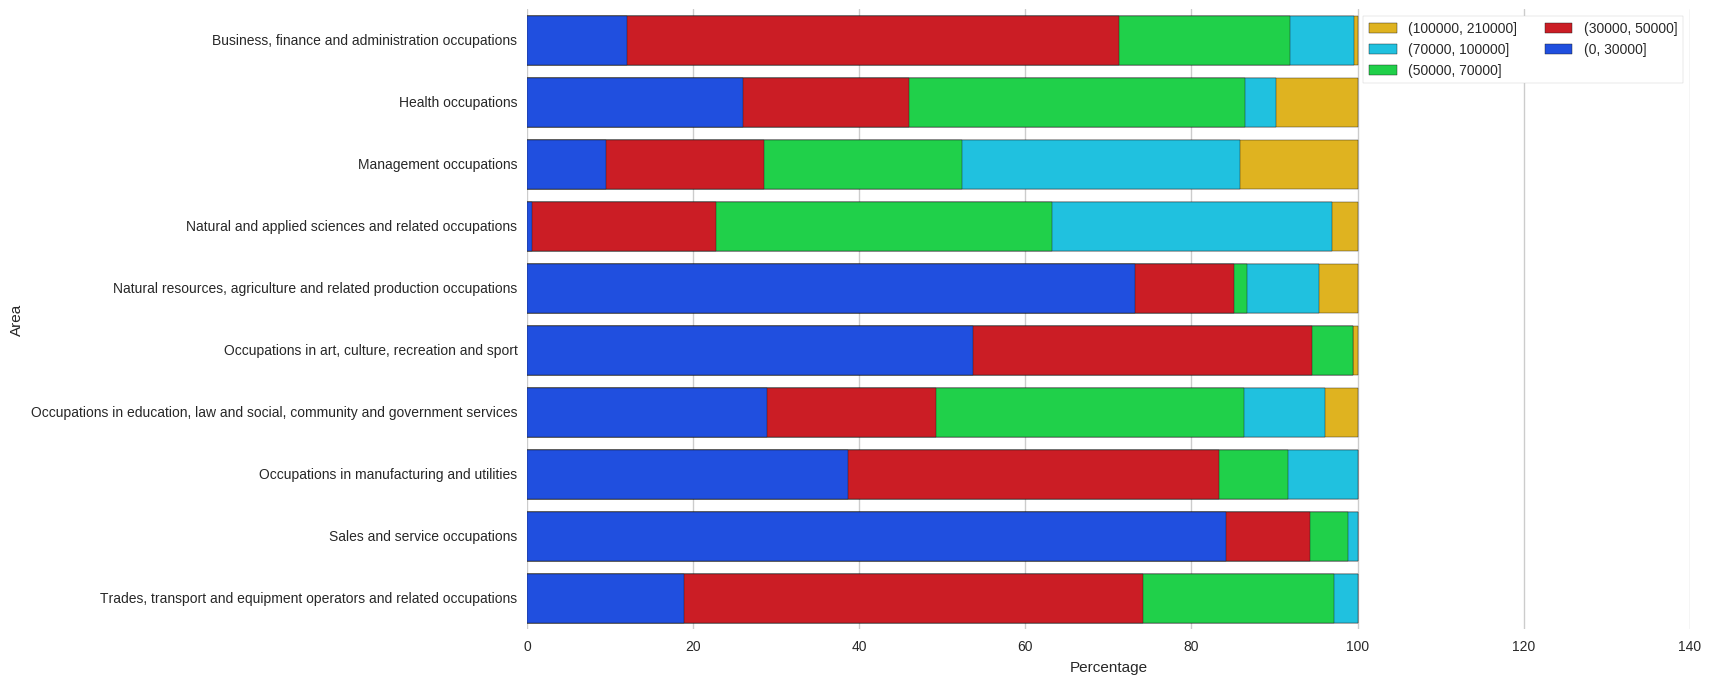 Business, finance and administration occupations
Health occupations
Management occupations
Natural and applied sciences and related occupations
Natural resources, agriculture and related production occupations
Occupations in art, culture, recreation and sport
Occupations in education, law and social, community and government services
Occupations in manufacturing and utilities
Sales and service occupations
Trades, transport and equipment operators and related occupations
Area
(100000, 210000]
(70000, 100000]
(50000, 70000]
(30000, 50000]
(0, 30000]
0 20 40 60 80 100 120 140
Percentage